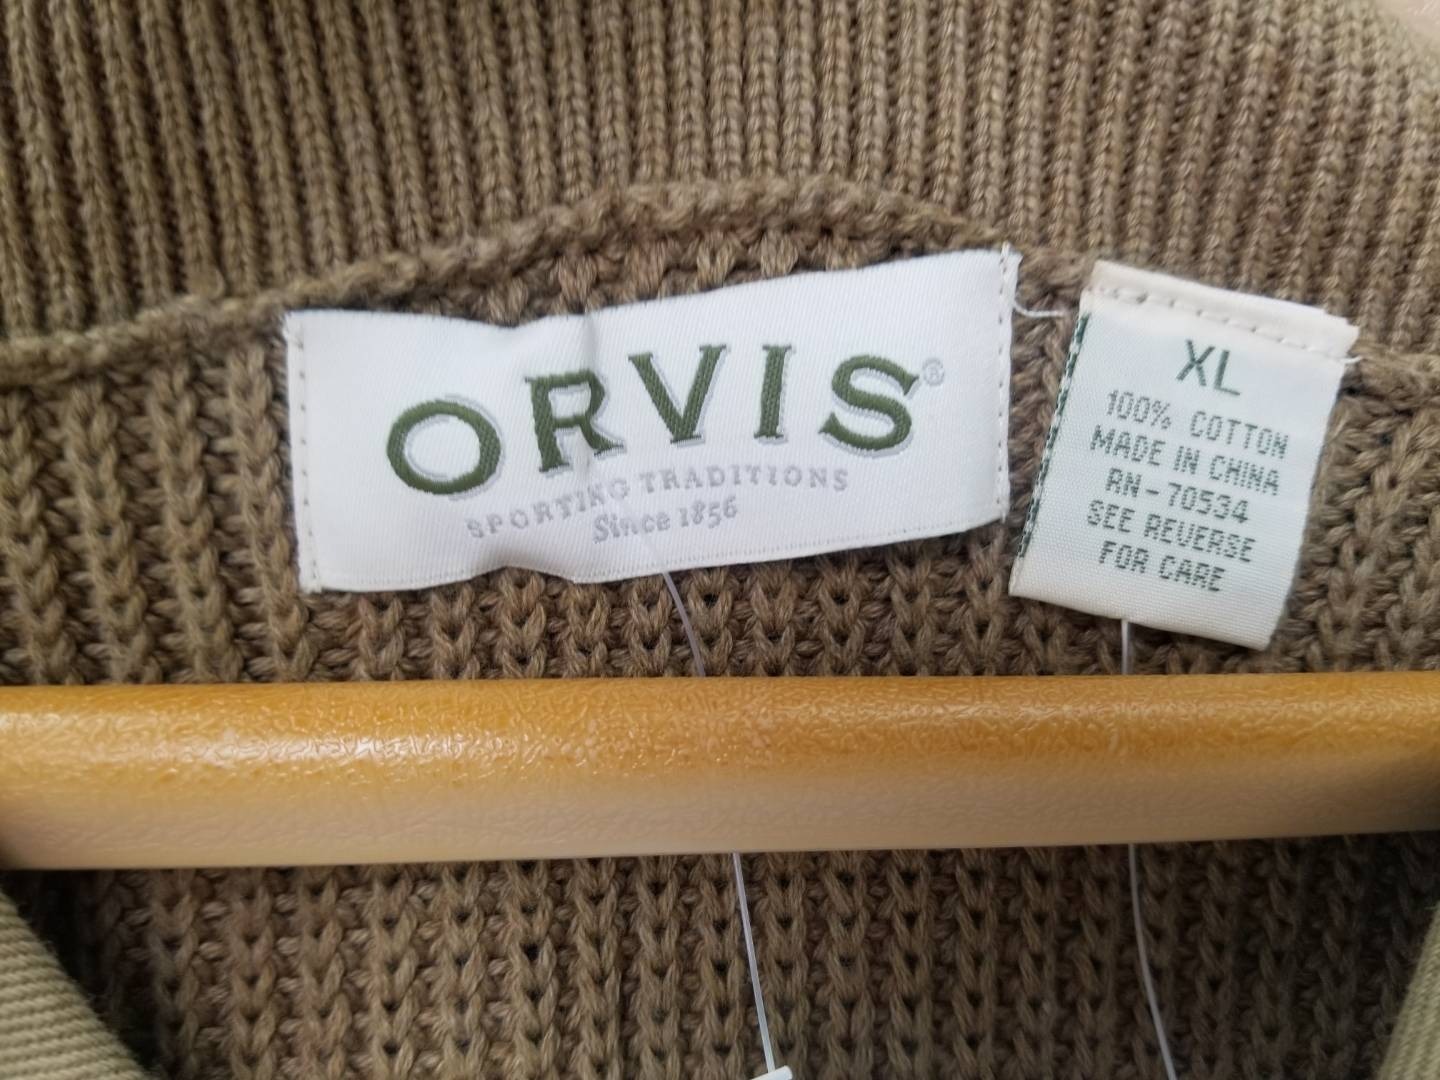 ORVIS®
SPORTING TRADITIONS
Since 1856
XL
100% COTTON
MADE IN CHINA
RN-70534
SEE REVERSE
FOR CARE